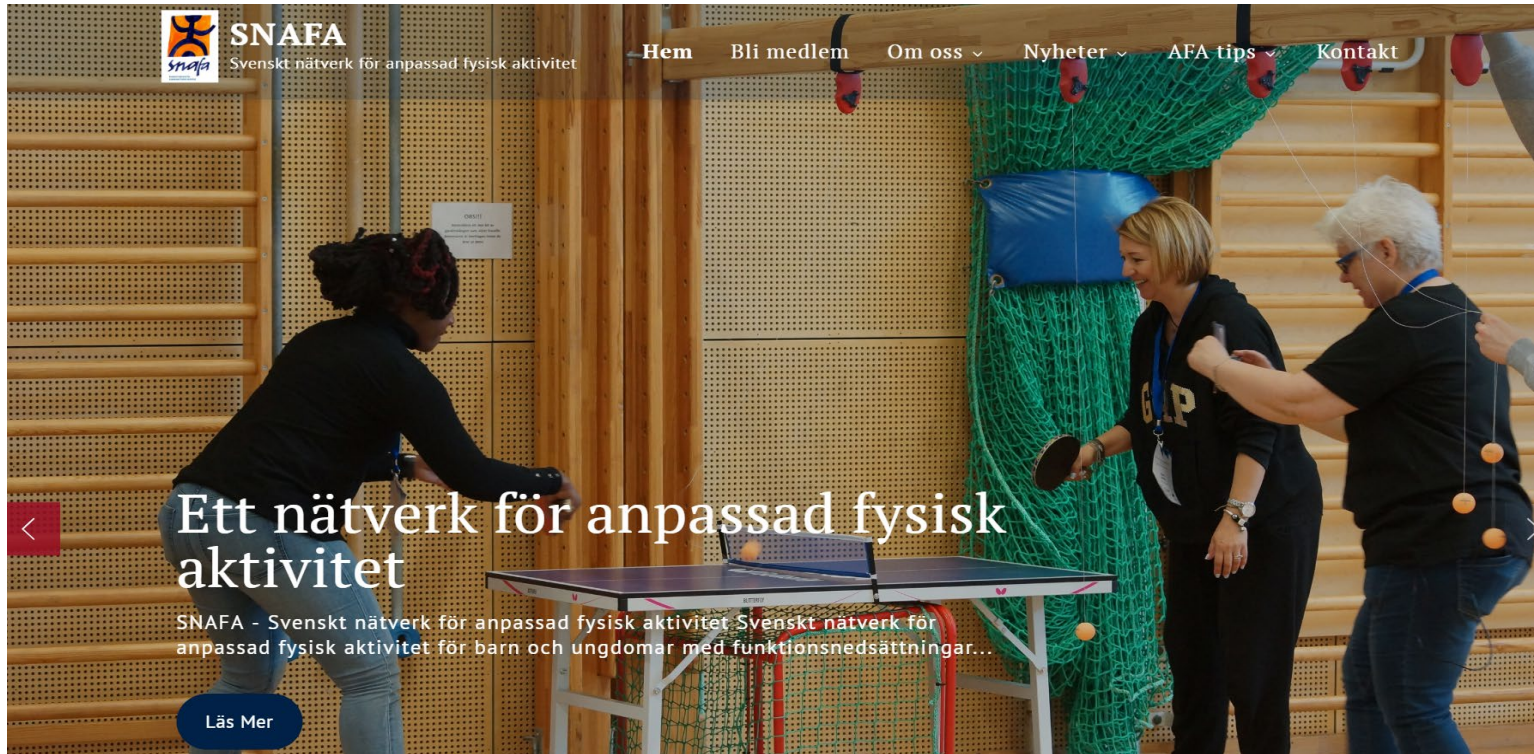 SNAFA
Svenskt nätverk för anpassad fysisk aktivitet
snafa
Hem Bli medlem Om oss Nyheter AFA tips Kontakt
GAP
Ett nätverk för anpassad fysisk
aktivitet
SNAFA - Svenskt nätverk för anpassad fysisk aktivitet Svenskt nätverk för
anpassad fysisk aktivitet för barn och ungdomar med funktionsnedsättningar...
Läs Mer